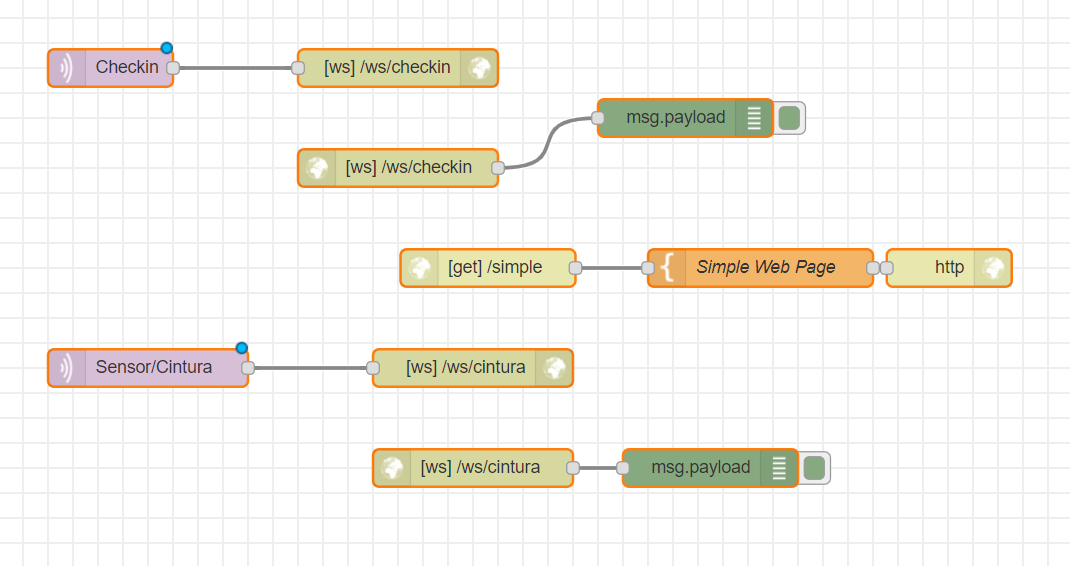 Checkin
[ws] /ws/checkin
msg.payload
[ws] /ws/checkin
[get] /simple
Simple Web Page
http
Sensor/Cintura
[ws] /ws/cintura
[ws] /ws/cintura
msg.payload